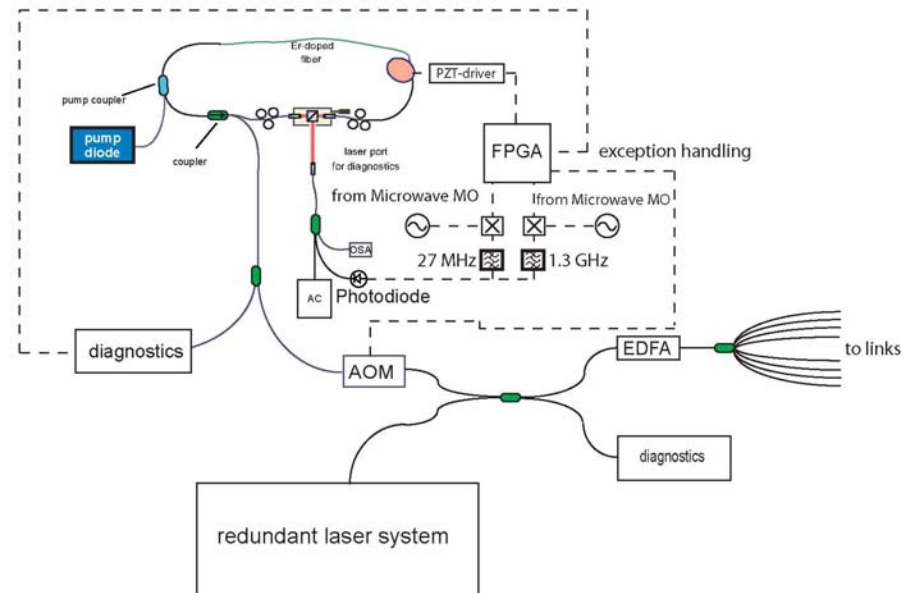 Er-doped
fiber
PZT-driver
pump coupler
pump
diode
coupler
laser port
for diagnostics
FPGA
exception handling
from Microwave MO
from Microwave MO
OSA
27 MHz
1.3 GHz
AC
Photodiode
diagnostics
AOM
EDFA
to links
diagnostics
redundant laser system